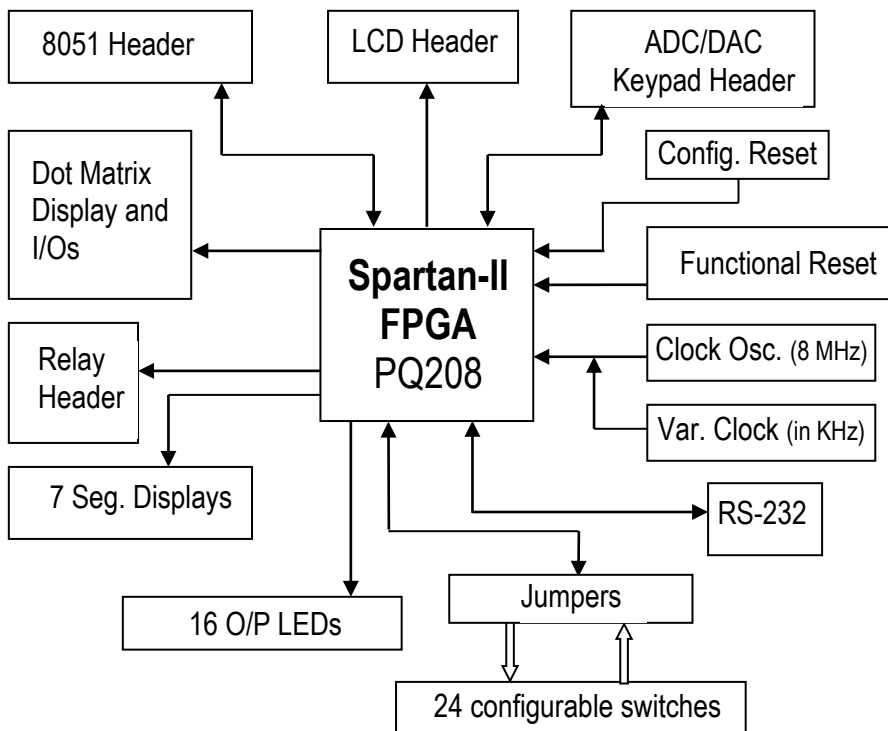 8051 Header
LCD Header
ADC/DAC
Keypad Header
Config. Reset
Dot Matrix
Display and
I/Os
Spartan-II
FPGA
PQ208
Functional Reset
Relay
Header
Clock Osc. (8 MHz)
Var. Clock (in KHz)
7 Seg. Displays
RS-232
16 O/P LEDs
Jumpers
24 configurable switches